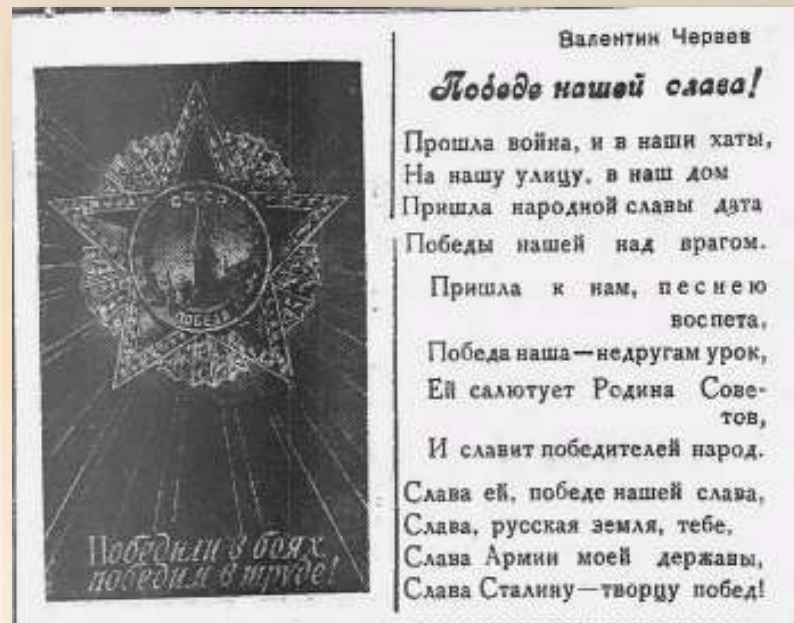 СССР
ПОБЕДА
Победили в боях,
победим в труде!
Валентин Червев
Победе нашей слава!
Прошла война, и в наши хаты,
На нашу улицу, в наш дом
Пришла народной славы дата
Победы нашей над врагом.
Пришла к нам, песнею
воспета,
Победа наша—недругам урок,
Ей салютует Родина Сове-
тов,
И славит победителей народ.
Слава ей, победе нашей слава,
Слава, русская земля, тебе,
Слава Армии моей державы,
Слава Сталину—творцу побед!